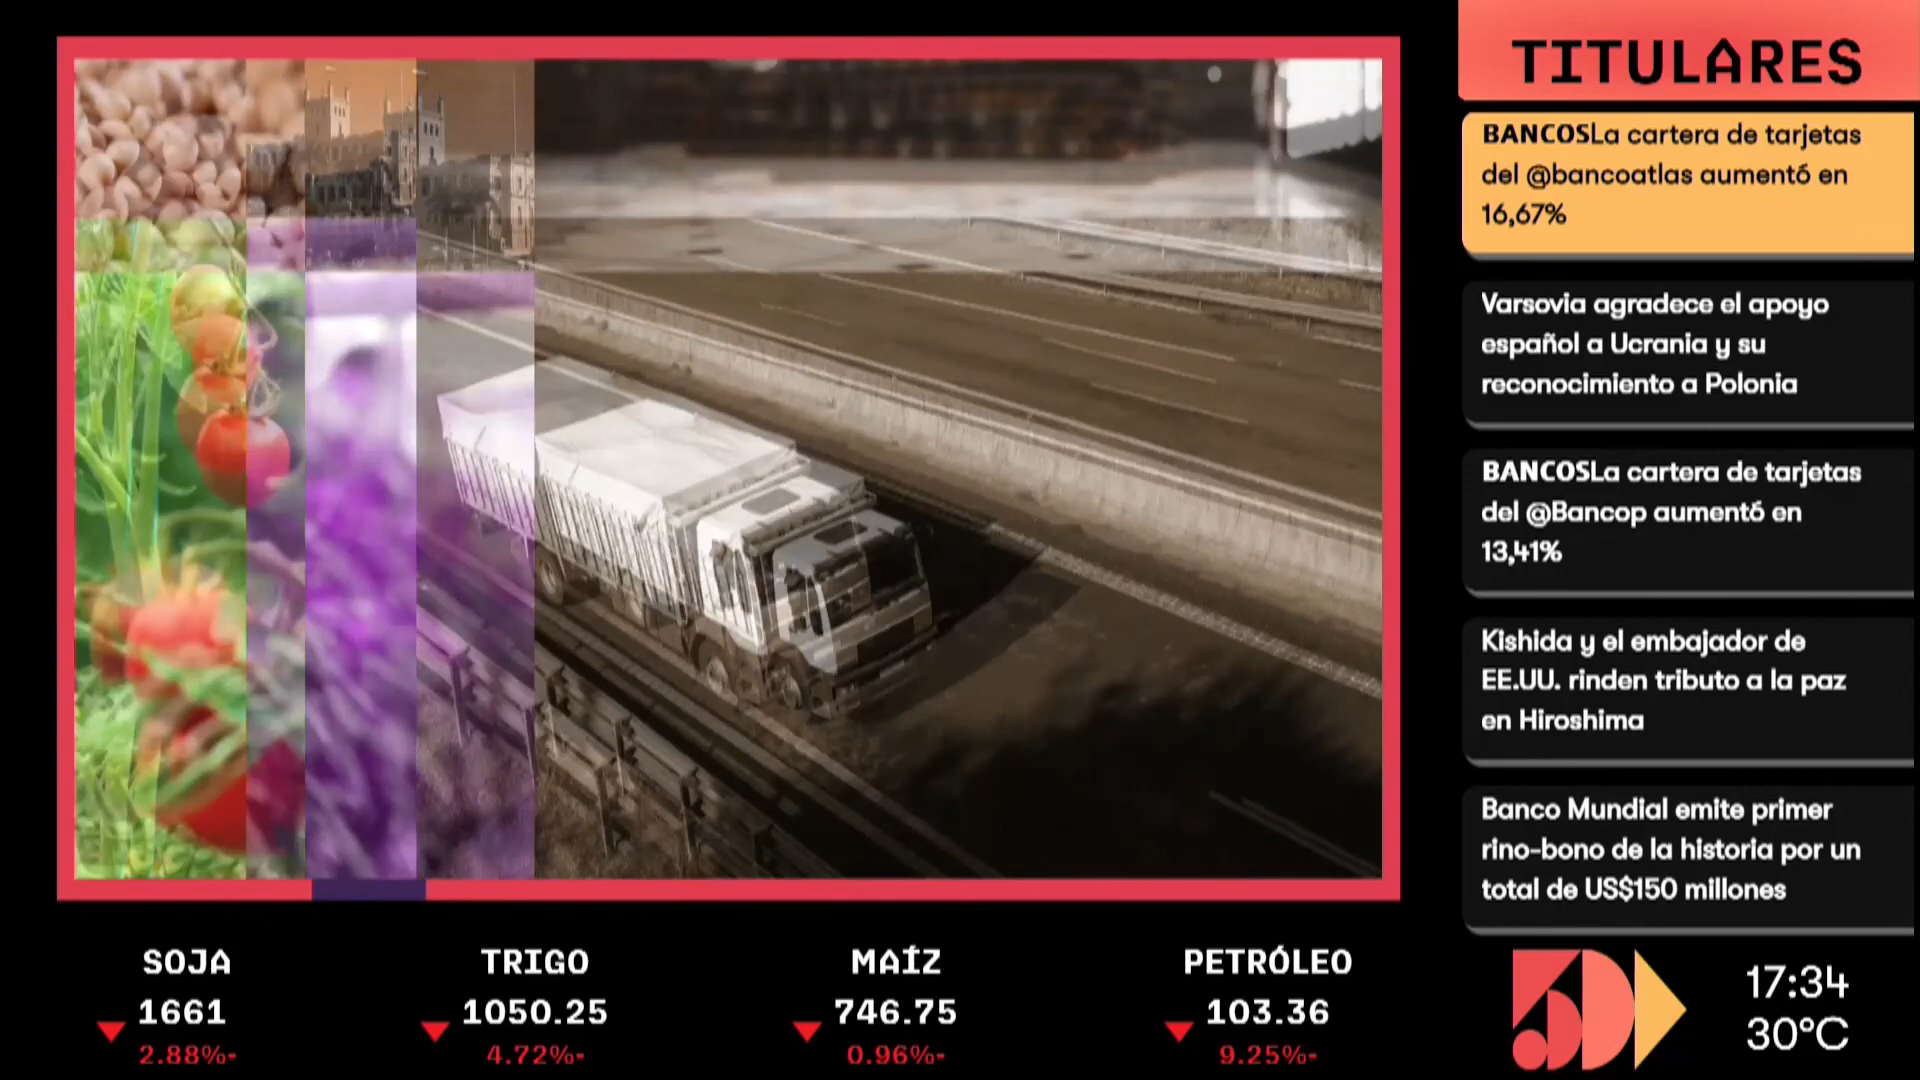 TITULARES
BANCOSLa cartera de tarjetas
del @bancoatlas aumentó en
16,67%
Varsovia agradece el apoyo
español a Ucrania y su
reconocimiento a Polonia
BANCOSLa cartera de tarjetas
del @Bancop aumentó en
13,41%
Kishida y el embajador de
EE.UU. rinden tributo a la paz
en Hiroshima
Banco Mundial emite primer
rino-bono de la historia por un
total de US$150 millones
SOJA
1661
2.88%-
TRIGO
1050.25
4.72%-
MAÍZ
746.75
0.96%-
PETRÓLEO
103.36
9.25%-
5D
17:34
30°C